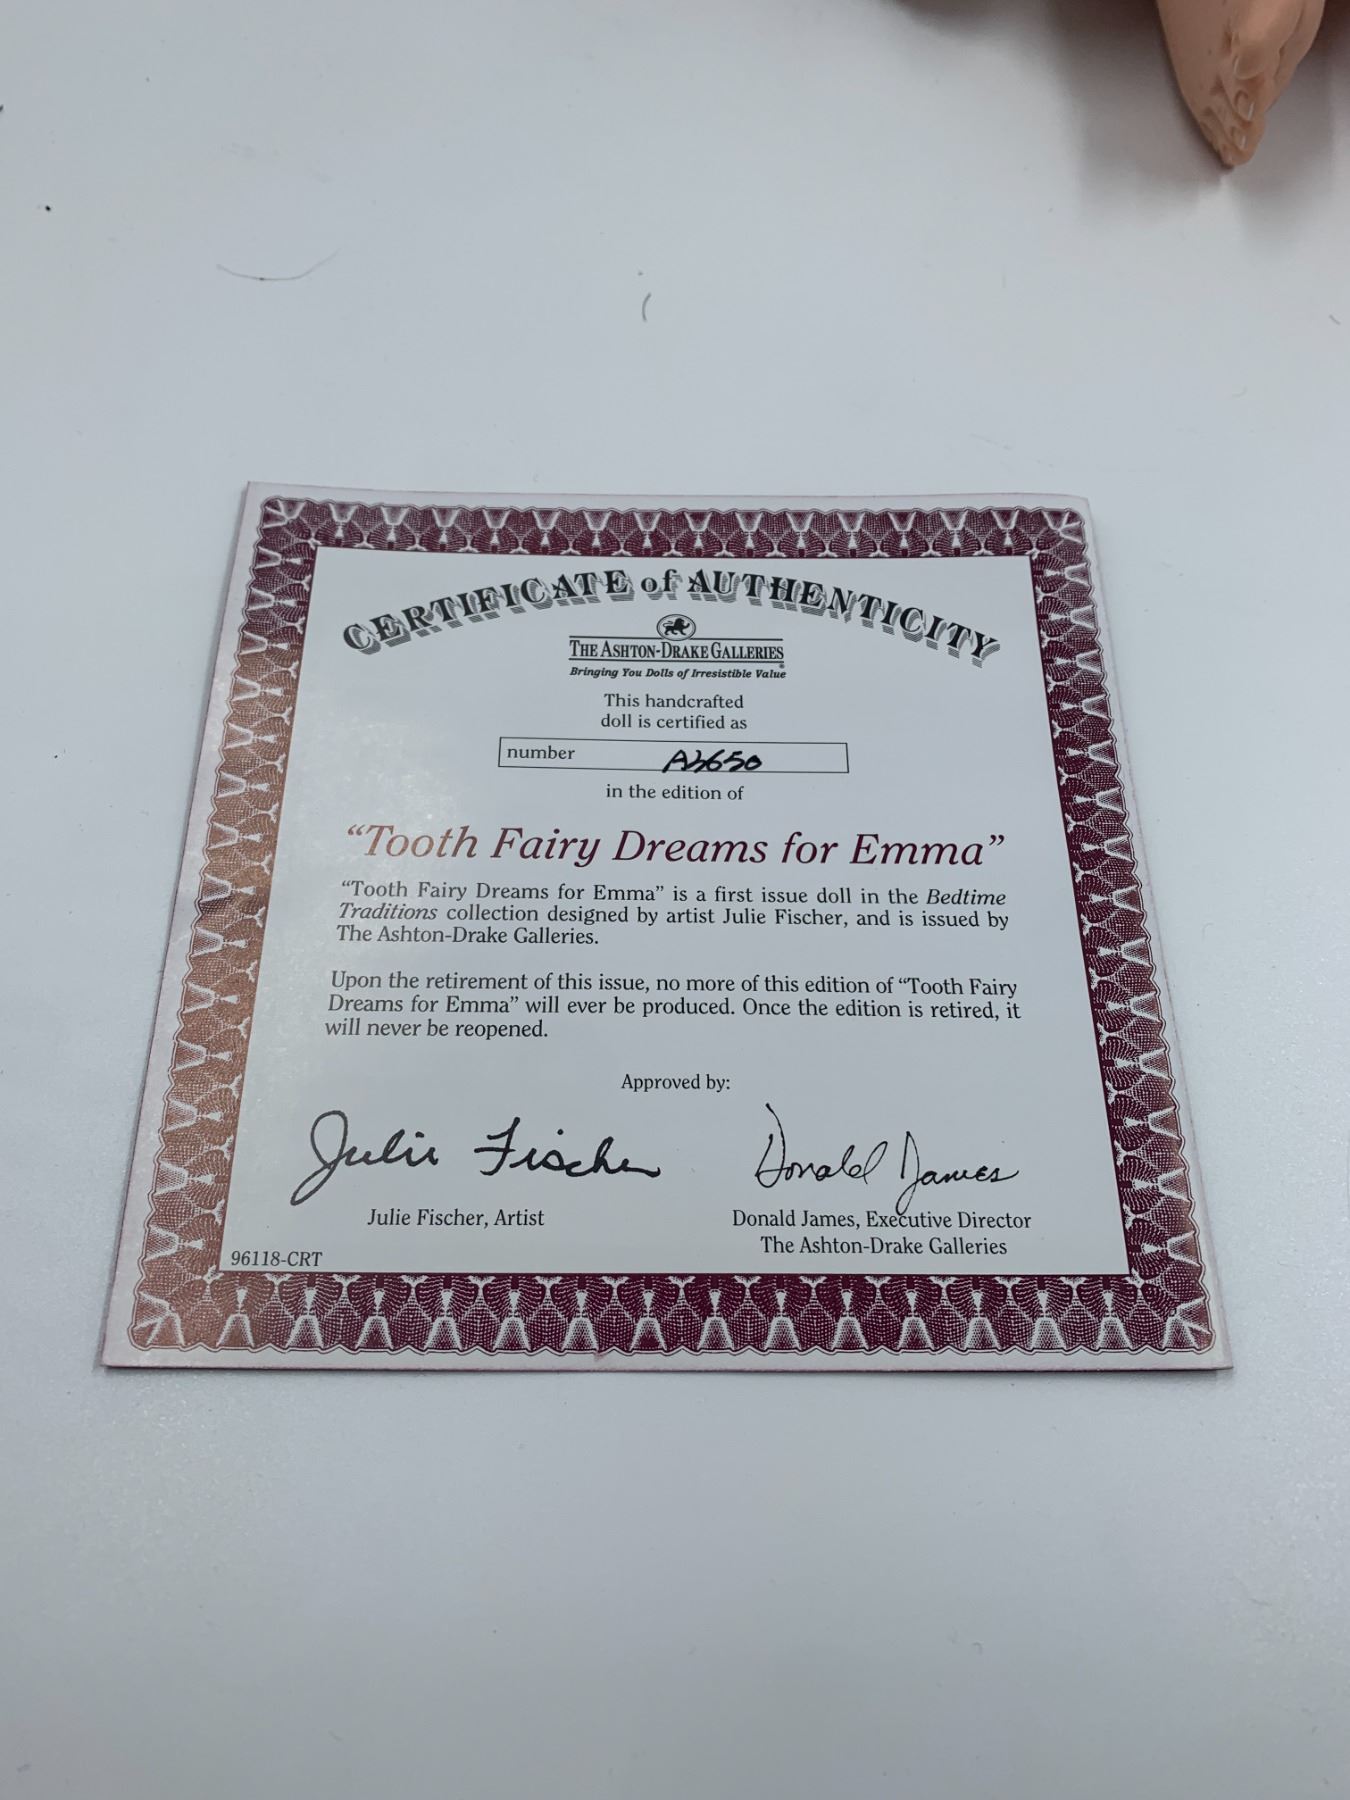 CERTIFICATE of AUTHENTICITY
THE ASHTON-DRAKE GALLERIES
®
Bringing You Dolls of Irresistible Value
This handcrafted
doll is certified as
number
in the edition of
“Tooth Fairy Dreams for Emma”
“Tooth Fairy Dreams for Emma” is a first issue doll in the Bedtime
Traditions collection designed by artist Julie Fischer, and is issued by
The Ashton-Drake Galleries.
Upon the retirement of this issue, no more of this edition of “Tooth Fairy
Dreams for Emma” will ever be produced. Once the edition is retired, it
will never be reopened.
Approved by:
Julie Fischer Donald James
Julie Fischer, Artist
Donald James, Executive Director
The Ashton-Drake Galleries
96118-CRT